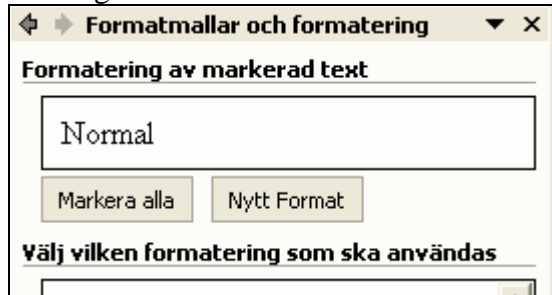 Formatmallar och formatering
Formatering av markerad text
Normal
Markera alla Nytt Format
Välj vilken formatering som ska användas